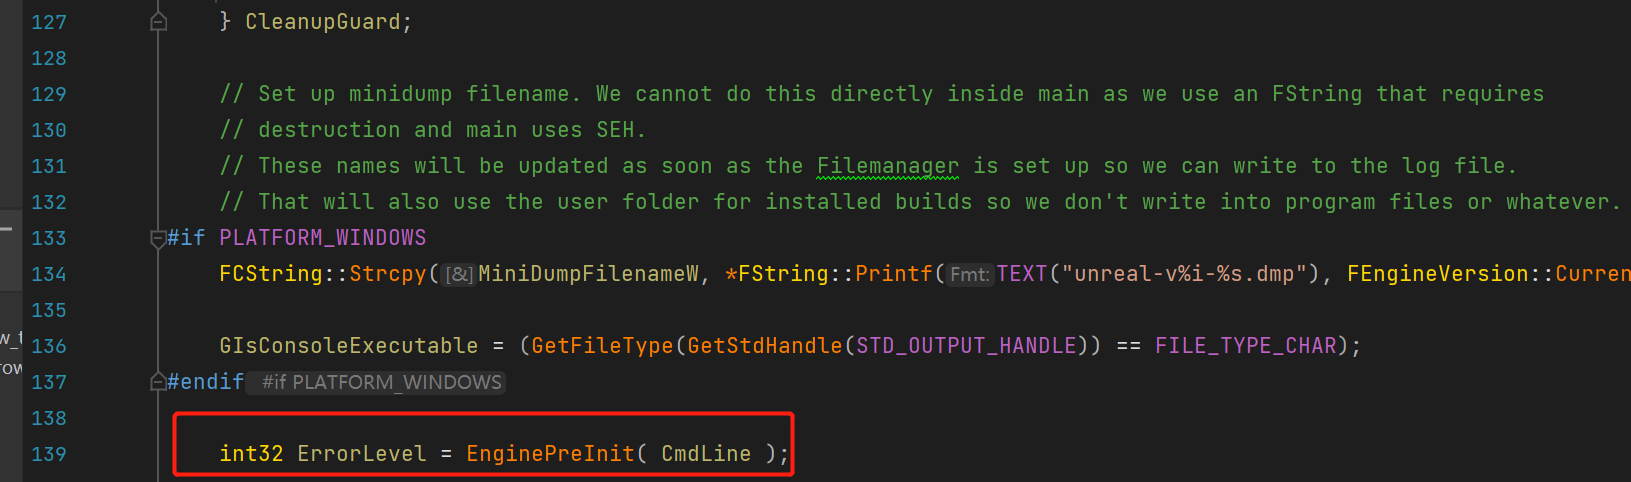 127 } CleanupGuard;
128
129 // Set up minidump filename. We cannot do this directly inside main as we use an FString that requires
130 // destruction and main uses SEH.
131 // These names will be updated as soon as the Filemanager is set up so we can write to the log file.
132 // That will also use the user folder for installed builds so we don't write into program files or whatever.
133 #if PLATFORM_WINDOWS
134 FCString::Strcpy([&]MiniDumpFilenameW, *FString::Printf(Fmt:TEXT("unreal-v%i-%s.dmp"), FEngineVersion::Curren
135
136 GIsConsoleExecutable = (GetFileType(GetStdHandle(STD_OUTPUT_HANDLE)) == FILE_TYPE_CHAR);
137 #endif #if PLATFORM_WINDOWS
138
139 int32 ErrorLevel = EnginePreInit( CmdLine );